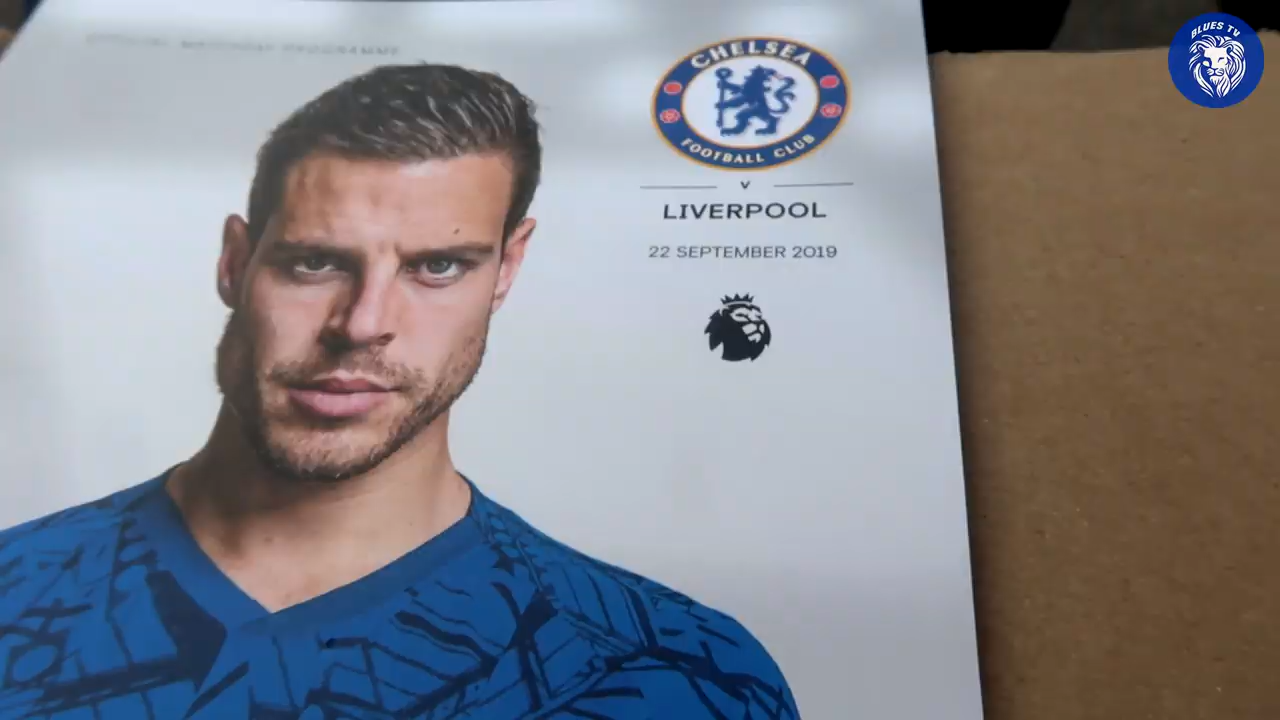 BLUES TV
CHELSEA
FOOTBALL CLUB
V
LIVERPOOL
22 SEPTEMBER 2019